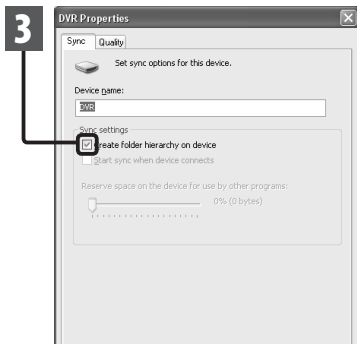 3
DVR Properties
Sync Quality
Set sync options for this device.
Device name:
DVR
Sync settings
Create folder hierarchy on device
Start sync when device connects
Reserve space on the device for use by other programs:
0% (0 bytes)